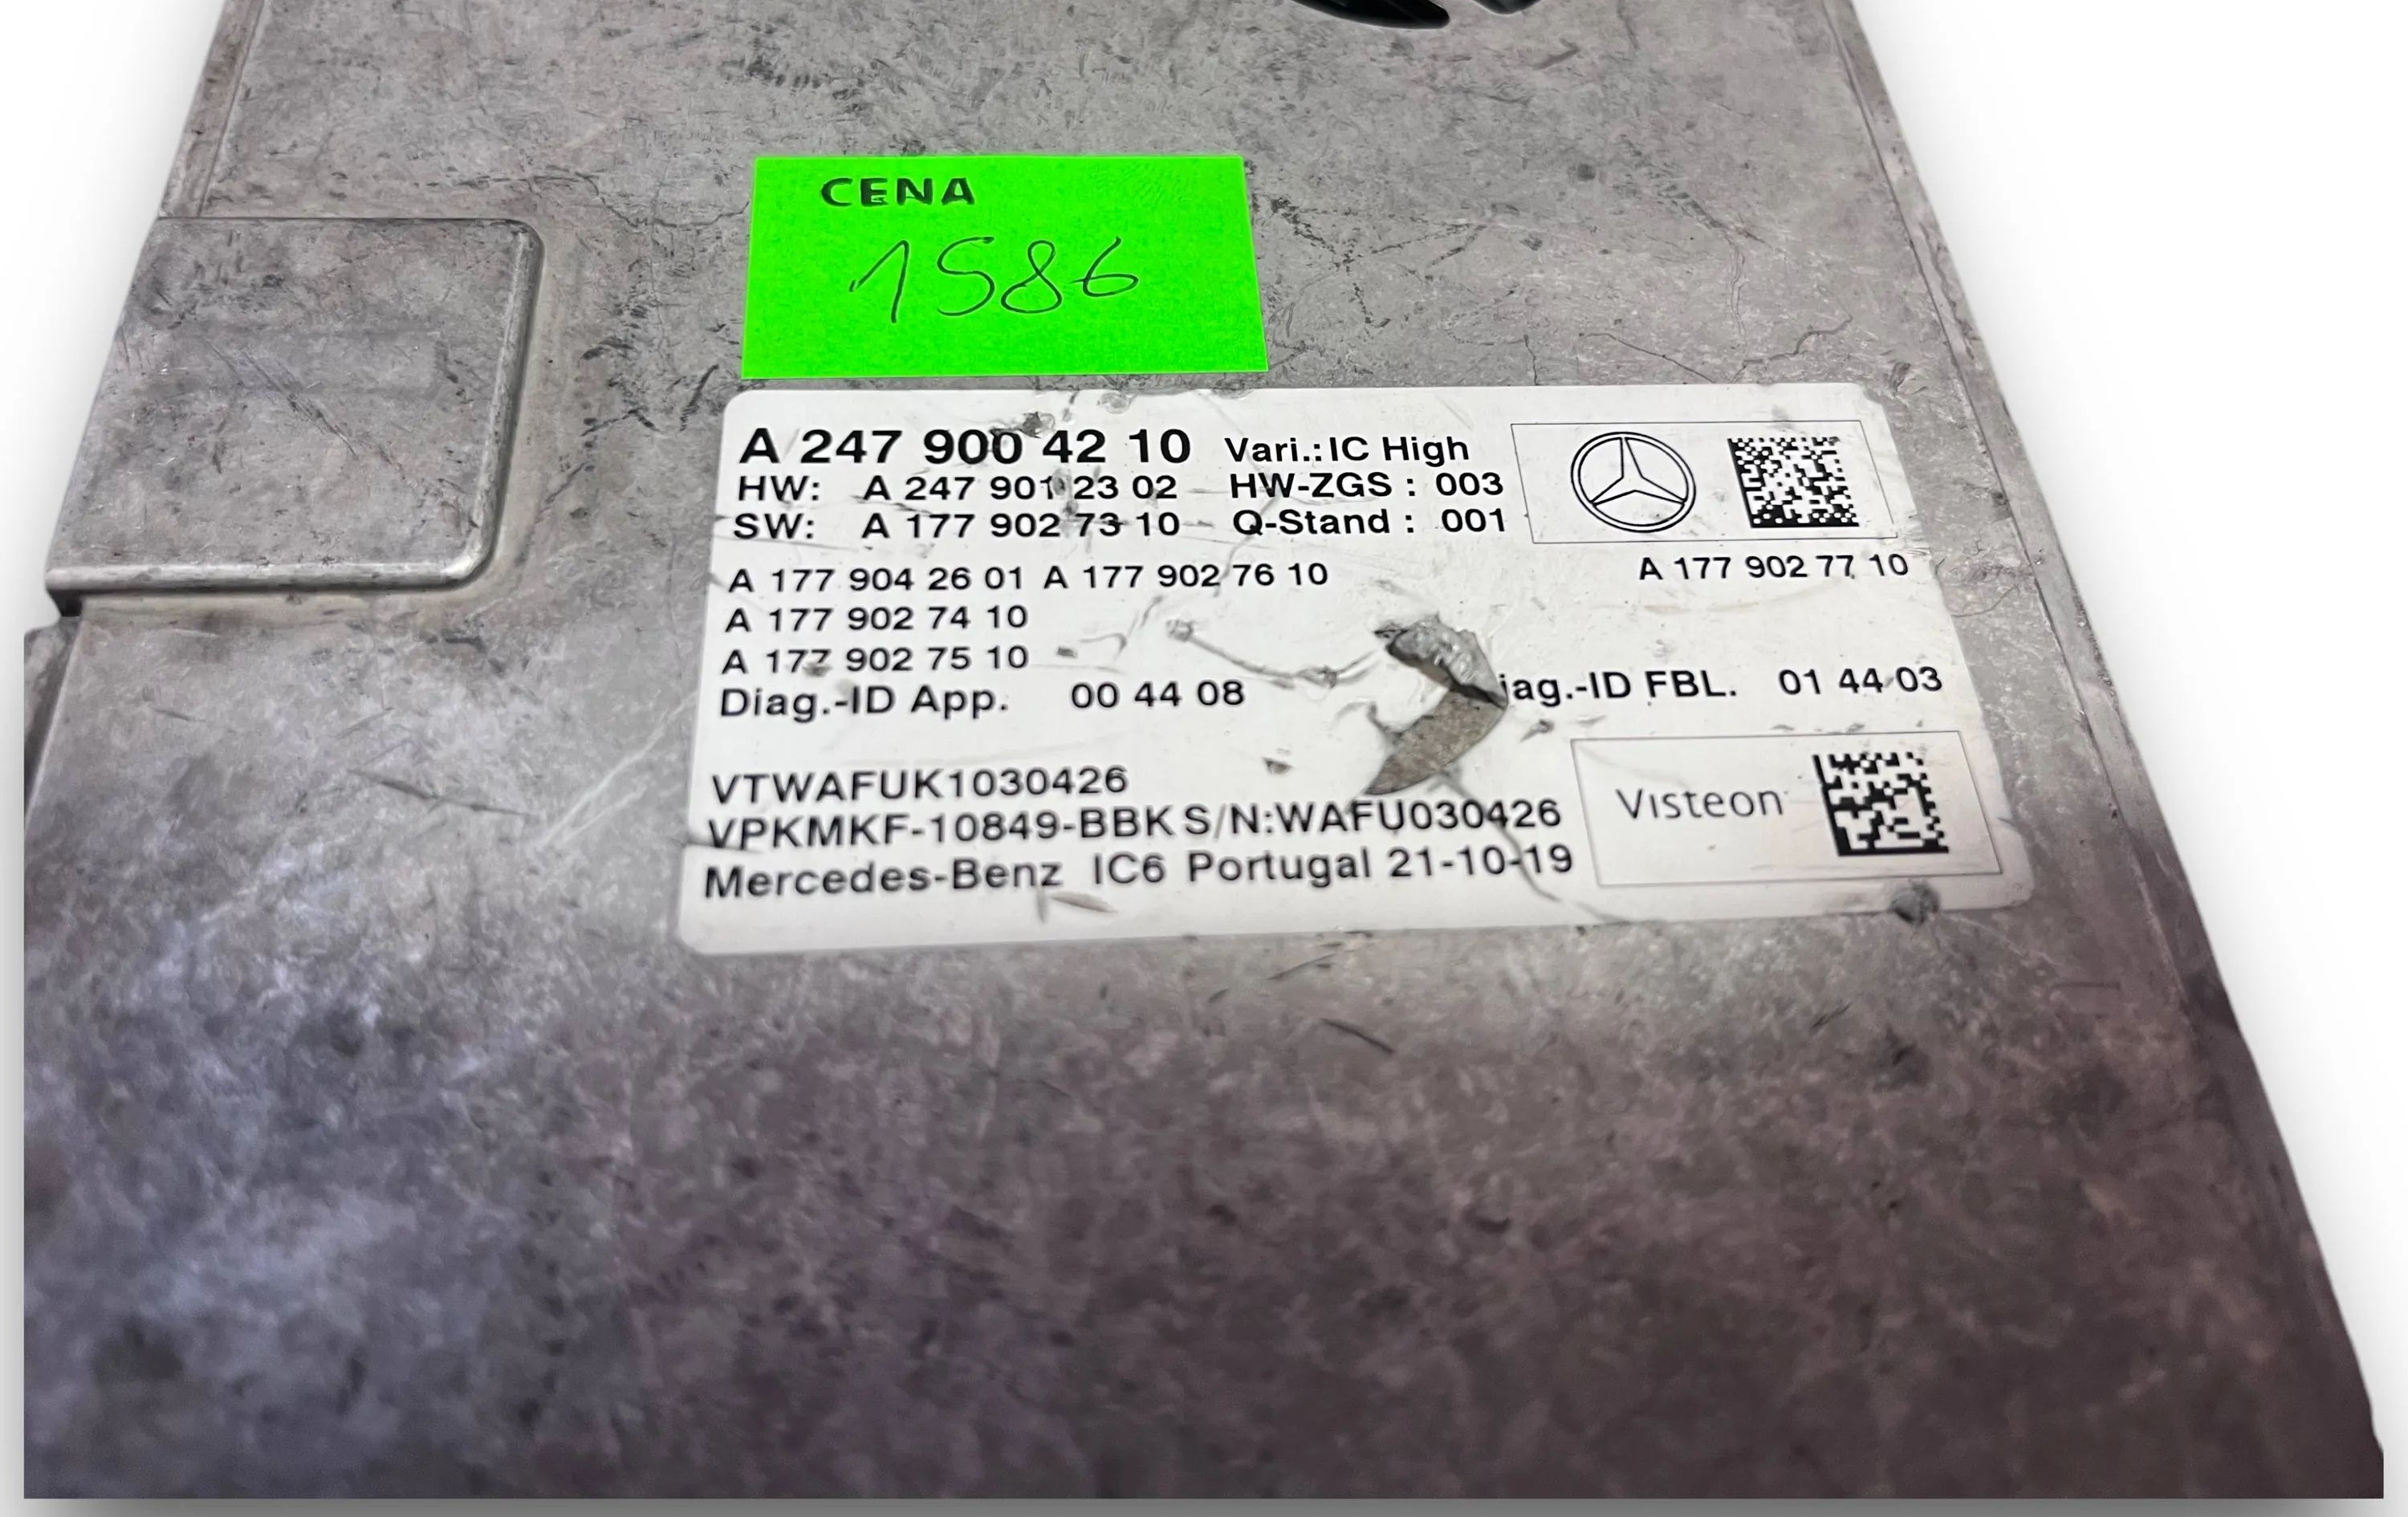 CENA
1586
A 247 900 42 10 Vari.: IC High
HW: A 247 901 23 02 HW-ZGS : 003
SW: A 177 902 73 10 Q-Stand : 001
A 177 904 26 01 A 177 902 76 10 A 177 902 77 10
A 177 902 74 10
A 177 902 75 10
Diag.-ID App. 00 44 08 iag.-ID FBL. 01 44 03
VTWAFUK1030426
VPKMKF-10849-BBK S/N:WAFU030426
Mercedes-Benz IC6 Portugal 21-10-19
Visteon